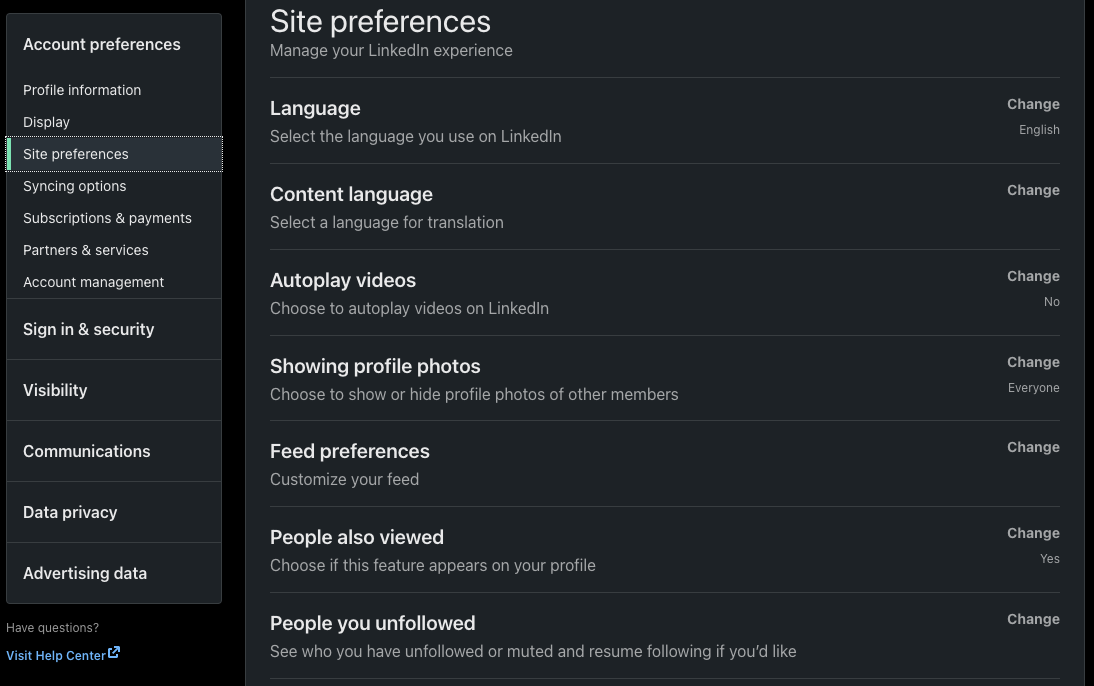 Account preferences
Profile information
Display
Site preferences
Syncing options
Subscriptions & payments
Partners & services
Account management
Sign in & security
Visibility
Communications
Data privacy
Advertising data
Have questions?
Visit Help Center
Site preferences
Manage your LinkedIn experience
Language
Change
Select the language you use on LinkedIn
English
Content language
Change
Select a language for translation
Autoplay videos
Change
Choose to autoplay videos on LinkedIn
No
Showing profile photos
Change
Choose to show or hide profile photos of other members
Everyone
Feed preferences
Change
Customize your feed
People also viewed
Change
Choose if this feature appears on your profile
Yes
People you unfollowed
Change
See who you have unfollowed or muted and resume following if you’d like